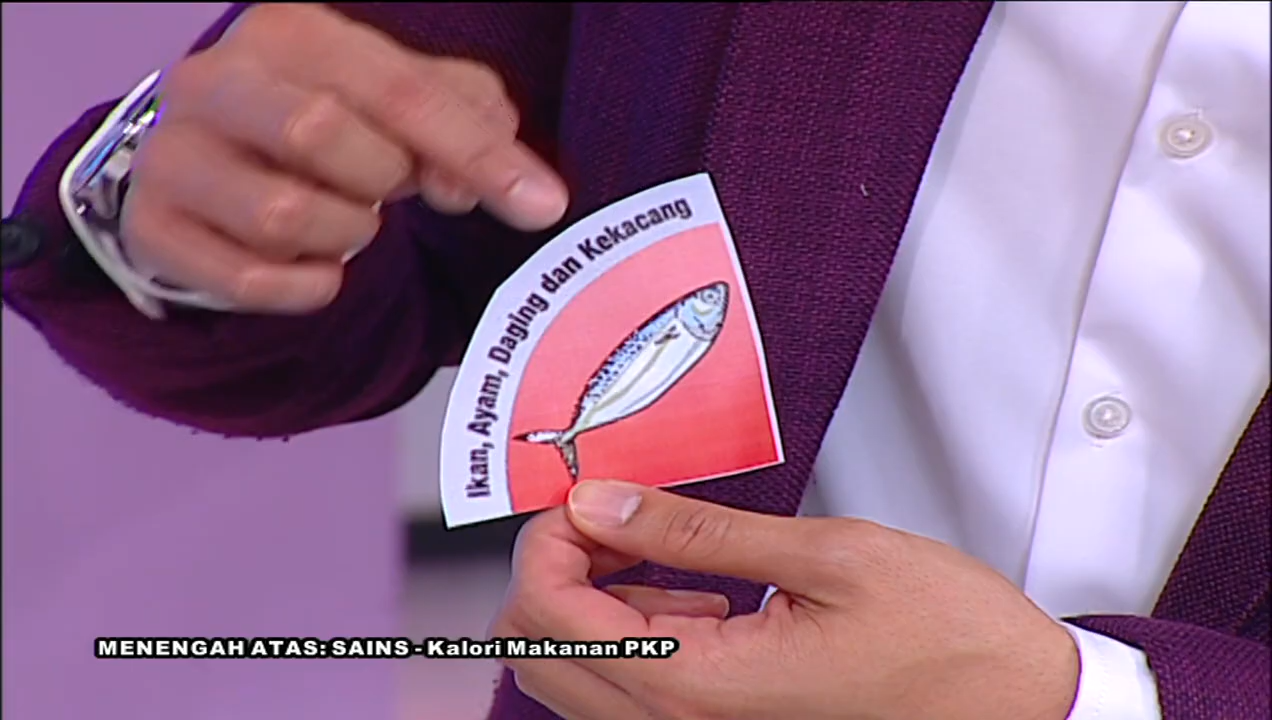 Ikan, Ayam, Daging dan Kekacang
MENENGAH ATAS: SAINS - Kalori Makanan PKP